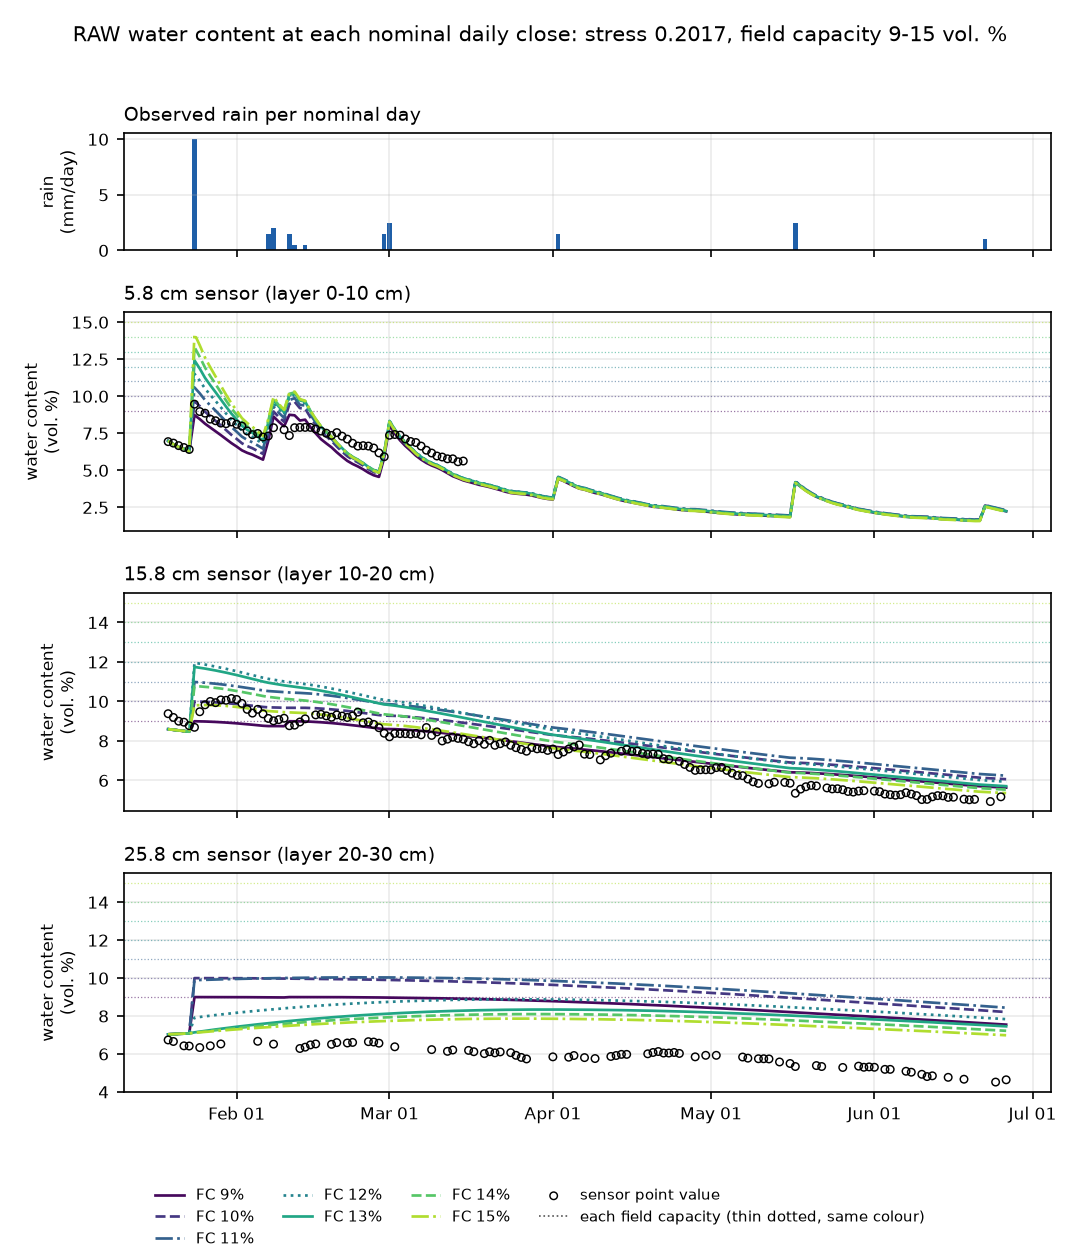 RAW water content at each nominal daily close: stress 0.2017, field capacity 9-15 vol. %
Observed rain per nominal day
rain
(mm/day)
10
5
0
5.8 cm sensor (layer 0-10 cm)
water content
(vol. %)
15.0
12.5
10.0
7.5
5.0
2.5
15.8 cm sensor (layer 10-20 cm)
water content
(vol. %)
14
12
10
8
6
25.8 cm sensor (layer 20-30 cm)
water content
(vol. %)
14
12
10
8
6
4
Feb 01 Mar 01 Apr 01 May 01 Jun 01 Jul 01
FC 9% FC 12% FC 14% sensor point value
FC 10% FC 13% FC 15% each field capacity (thin dotted, same colour)
FC 11%